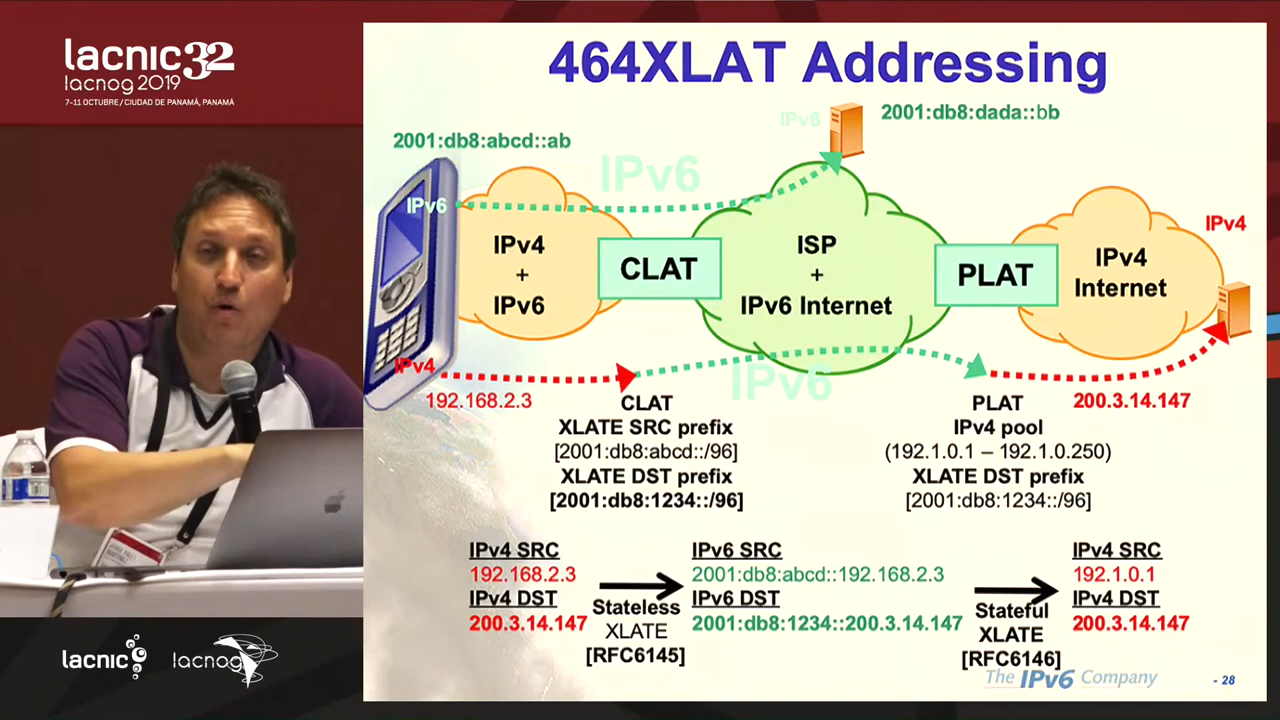 lacnic32
lacnog 2019
7-11 OCTUBRE / CIUDAD DE PANAMÁ, PANAMÁ
464XLAT Addressing
2001:db8:abcd::ab
IPv6
2001:db8:dada::bb
IPv6
IPv6
IPv4
+
IPv6
CLAT
ISP
+
IPv6 Internet
PLAT
IPv4
Internet
IPv4
IPv4
192.168.2.3
IPv6
200.3.14.147
CLAT
XLATE SRC prefix
[2001:db8:abcd::/96]
XLATE DST prefix
[2001:db8:1234::/96]
PLAT
IPv4 pool
(192.1.0.1 – 192.1.0.250)
XLATE DST prefix
[2001:db8:1234::/96]
IPv4 SRC
192.168.2.3
IPv4 DST
200.3.14.147
Stateless
XLATE
[RFC6145]
IPv6 SRC
2001:db8:abcd::192.168.2.3
IPv6 DST
2001:db8:1234::200.3.14.147
Stateful
XLATE
[RFC6146]
IPv4 SRC
192.1.0.1
IPv4 DST
200.3.14.147
The IPv6 Company
- 28
lacnic
lacnog